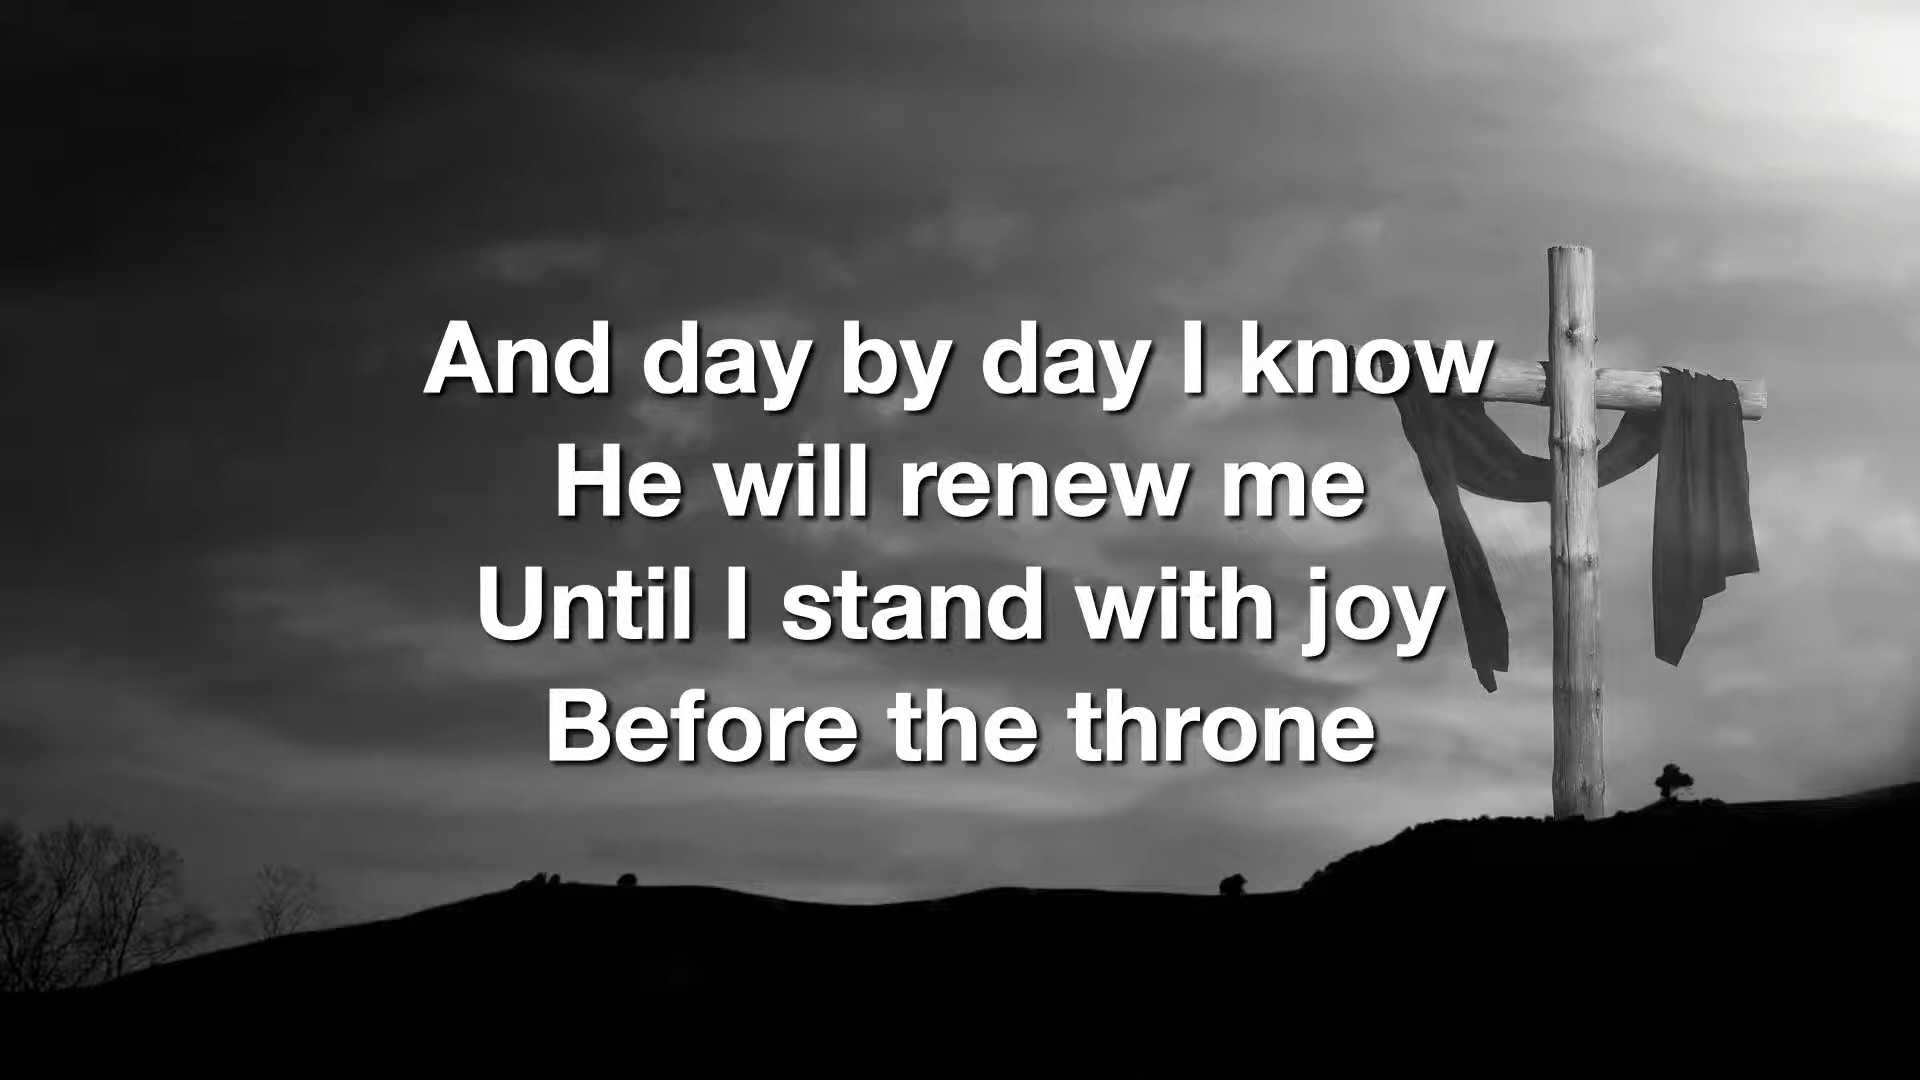 And day by day I know
He will renew me
Until I stand with joy
Before the throne